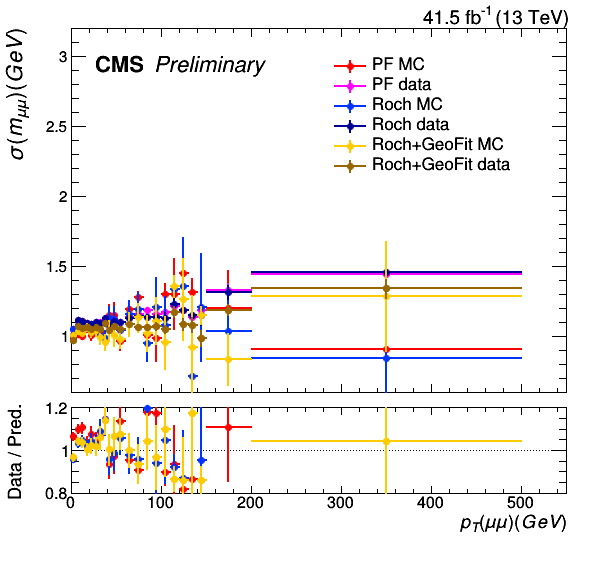 41.5 fb⁻¹ (13 TeV)
CMS Preliminary
PF MC
PF data
Roch MC
Roch data
Roch+GeoFit MC
Roch+GeoFit data
σ(m_μμ)(GeV)
3
2.5
2
1.5
1
Data / Pred.
1.2
1
0.8
0 100 200 300 400 500
p_T(μμ)(GeV)